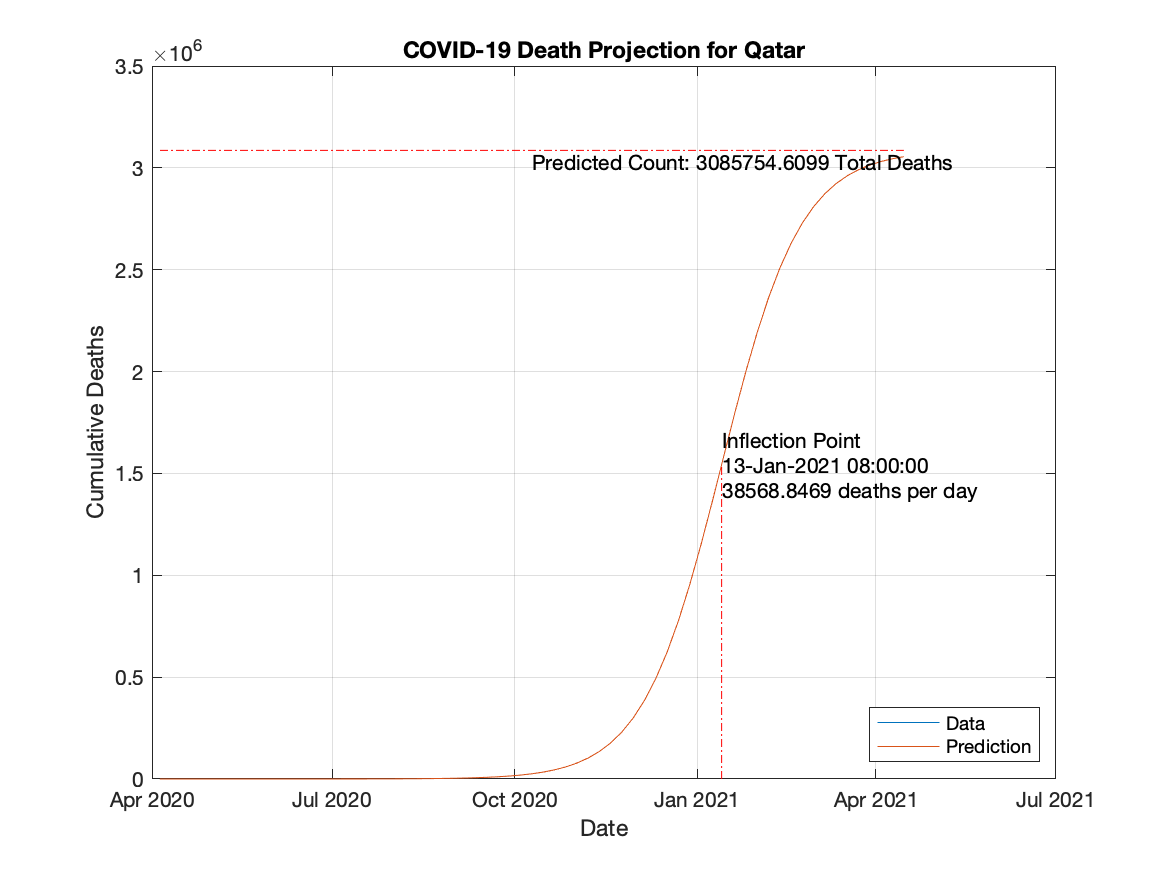 COVID-19 Death Projection for Qatar
×10⁶
3.5
3
2.5
2
1.5
1
0.5
0
Cumulative Deaths
Predicted Count: 3085754.6099 Total Deaths
Inflection Point
13-Jan-2021 08:00:00
38568.8469 deaths per day
Data
Prediction
Apr 2020 Jul 2020 Oct 2020 Jan 2021 Apr 2021 Jul 2021
Date